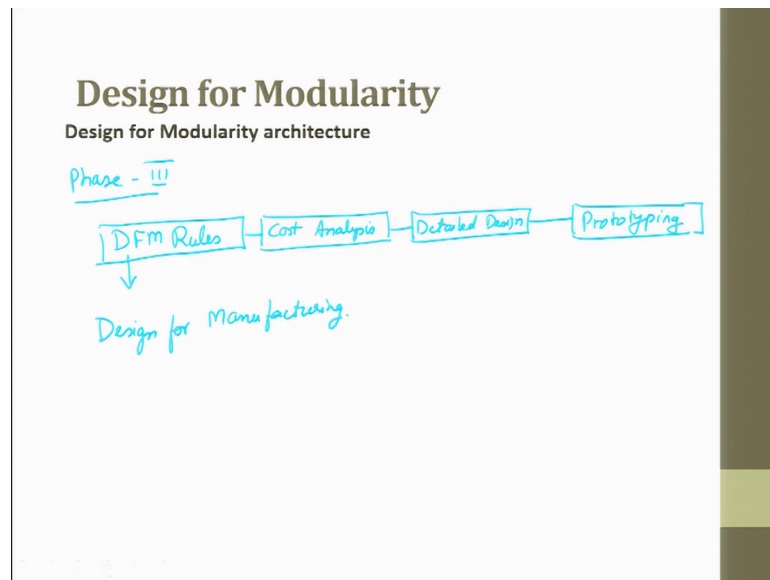 Design for Modularity
Design for Modularity architecture
Phase - III
DFM Rules Cost Analysis Detailed Design Prototyping
Design for Manufacturing.